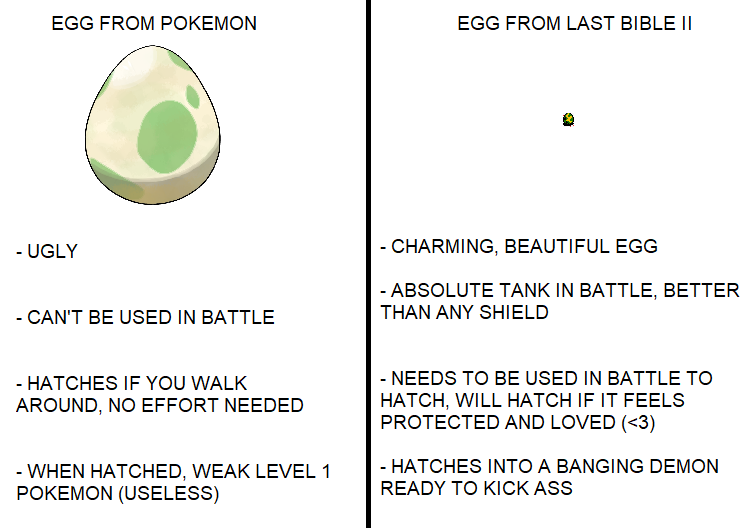 EGG FROM POKEMON
- UGLY
- CAN'T BE USED IN BATTLE
- HATCHES IF YOU WALK
AROUND, NO EFFORT NEEDED
- WHEN HATCHED, WEAK LEVEL 1
POKEMON (USELESS)
EGG FROM LAST BIBLE II
- CHARMING, BEAUTIFUL EGG
- ABSOLUTE TANK IN BATTLE, BETTER
THAN ANY SHIELD
- NEEDS TO BE USED IN BATTLE TO
HATCH, WILL HATCH IF IT FEELS
PROTECTED AND LOVED (<3)
- HATCHES INTO A BANGING DEMON
READY TO KICK ASS